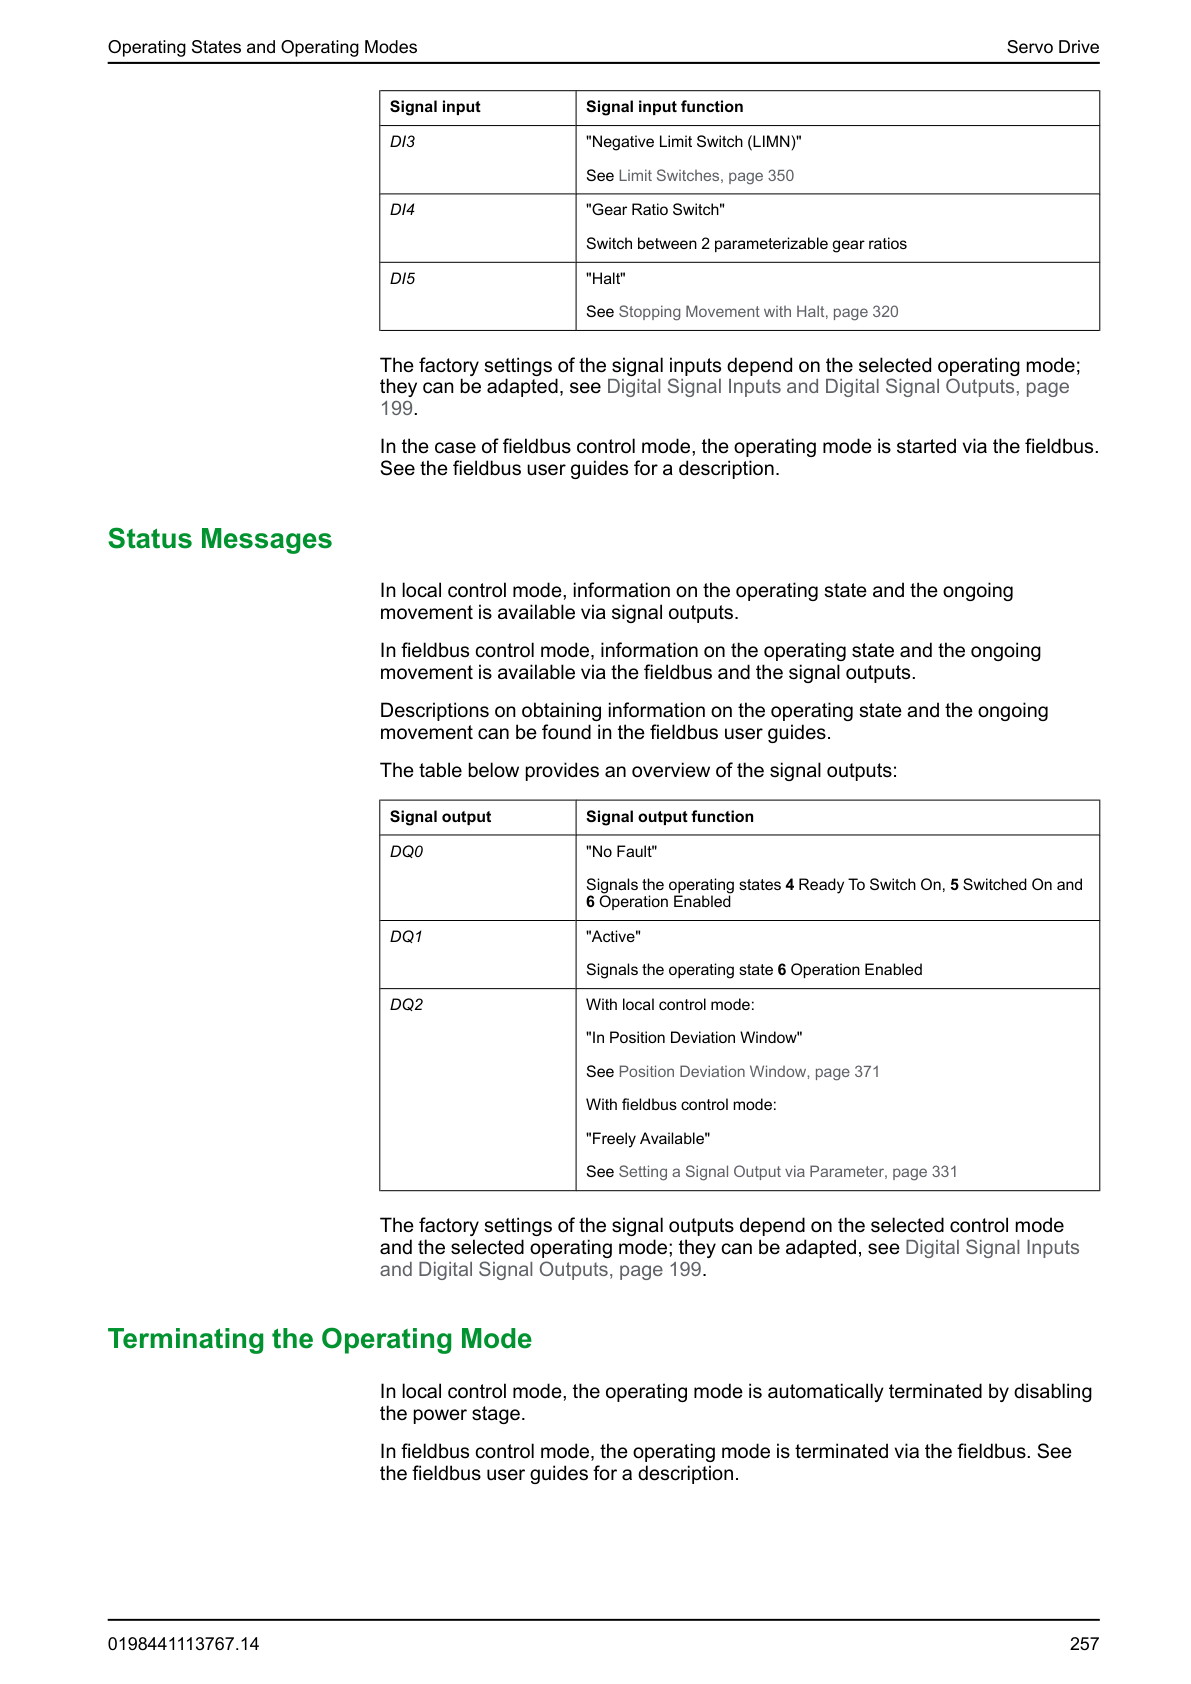 Operating States and Operating Modes
Servo Drive
Signal input
Signal input function
DI3
"Negative Limit Switch (LIMN)"
See Limit Switches, page 350
DI4
"Gear Ratio Switch"
Switch between 2 parameterizable gear ratios
DI5
"Halt"
See Stopping Movement with Halt, page 320
The factory settings of the signal inputs depend on the selected operating mode;
they can be adapted, see Digital Signal Inputs and Digital Signal Outputs, page
199.
In the case of fieldbus control mode, the operating mode is started via the fieldbus.
See the fieldbus user guides for a description.
Status Messages
In local control mode, information on the operating state and the ongoing
movement is available via signal outputs.
In fieldbus control mode, information on the operating state and the ongoing
movement is available via the fieldbus and the signal outputs.
Descriptions on obtaining information on the operating state and the ongoing
movement can be found in the fieldbus user guides.
The table below provides an overview of the signal outputs:
Signal output
Signal output function
DQ0
"No Fault"
Signals the operating states 4 Ready To Switch On, 5 Switched On and
6 Operation Enabled
DQ1
"Active"
Signals the operating state 6 Operation Enabled
DQ2
With local control mode:
"In Position Deviation Window"
See Position Deviation Window, page 371
With fieldbus control mode:
"Freely Available"
See Setting a Signal Output via Parameter, page 331
The factory settings of the signal outputs depend on the selected control mode
and the selected operating mode; they can be adapted, see Digital Signal Inputs
and Digital Signal Outputs, page 199.
Terminating the Operating Mode
In local control mode, the operating mode is automatically terminated by disabling
the power stage.
In fieldbus control mode, the operating mode is terminated via the fieldbus. See
the fieldbus user guides for a description.
0198441113767.14
257